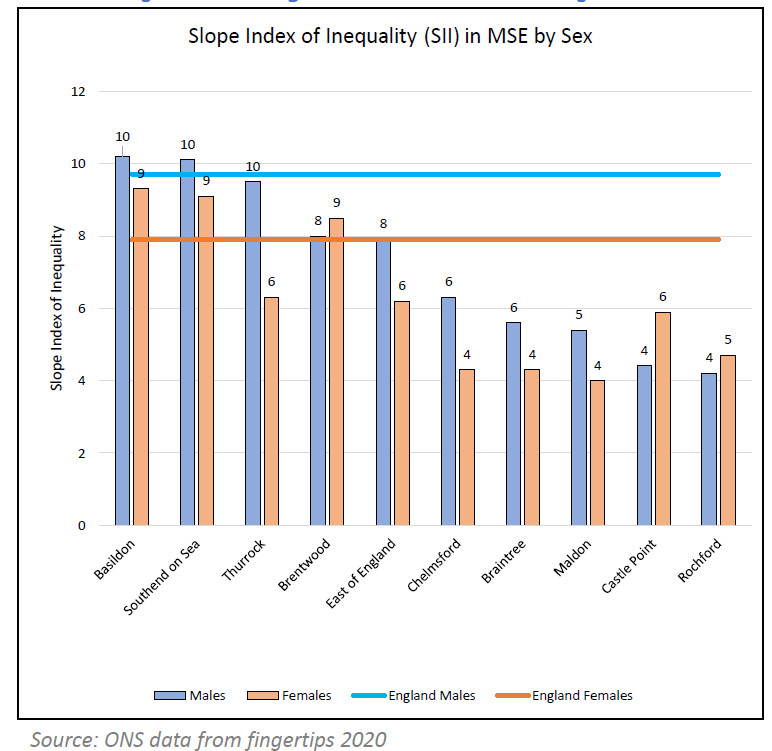 Slope Index of Inequality (SII) in MSE by Sex
Slope Index of Inequality
12
10
8
6
4
2
0
10
9
10
9
10
6
8
9
8
6
6
4
6
4
5
4
4
6
4
5
Basildon
Southend on Sea
Thurrock
Brentwood
East of England
Chelmsford
Braintree
Maldon
Castle Point
Rochford
Males Females England Males England Females
Source: ONS data from fingertips 2020